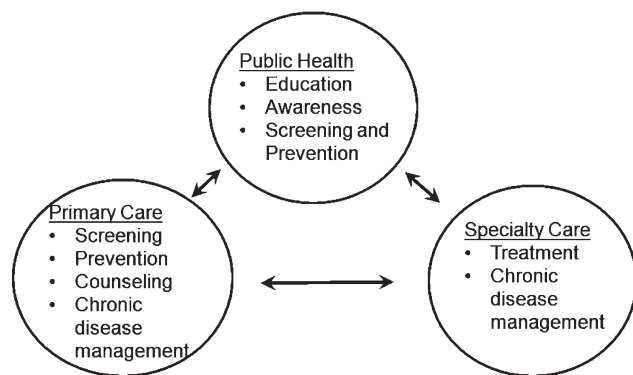 Public Health
• Education
• Awareness
• Screening and
Prevention
Primary Care
• Screening
• Prevention
• Counseling
• Chronic
disease
management
Specialty Care
• Treatment
• Chronic
disease
management